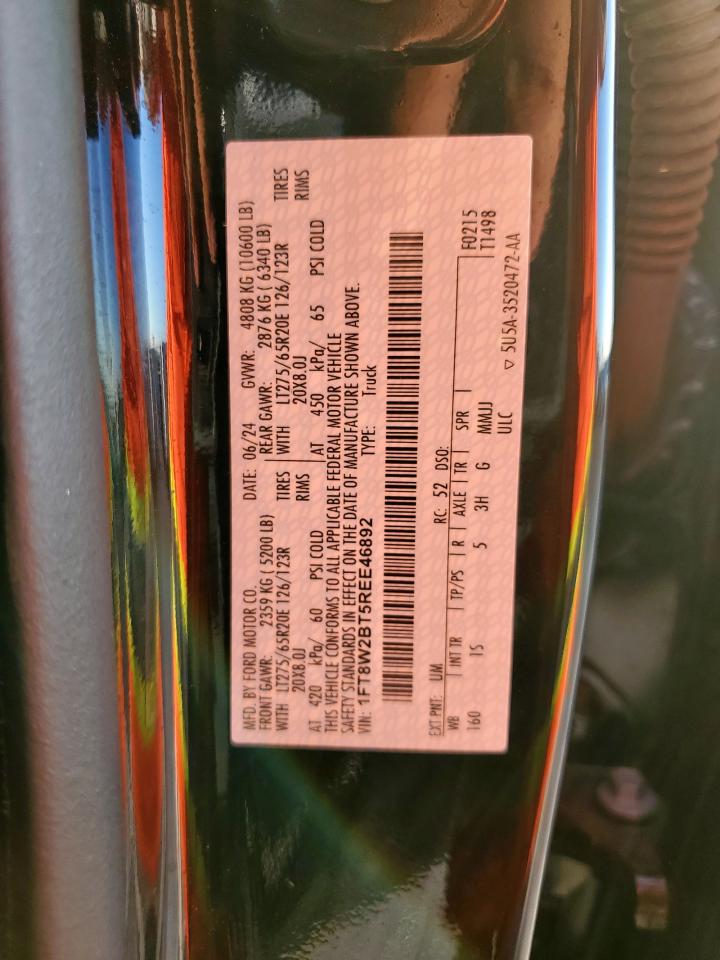 MFD. BY FORD MOTOR CO. DATE: 06/24 GVWR: 4808 KG (10600 LB)
FRONT GAWR: 2359 KG ( 5200 LB) REAR GAWR: 2876 KG ( 6340 LB)
WITH LT275/65R20E 126/123R TIRES WITH LT275/65R20E 126/123R TIRES
20X8.0J RIMS 20X8.0J RIMS
AT 420 kPa/ 60 PSI COLD AT 450 kPa/ 65 PSI COLD
THIS VEHICLE CONFORMS TO ALL APPLICABLE FEDERAL MOTOR VEHICLE
SAFETY STANDARDS IN EFFECT ON THE DATE OF MANUFACTURE SHOWN ABOVE.
VIN: 1FT8W2BT5REE46892 TYPE: Truck
EXT PNT: UM RC: 52 DSO: F0215
WB INT TR TP/PS R AXLE TR SPR T1498
160 IS 5 3H G MMJJ
ULC
▽ 5U5A-3520472-AA